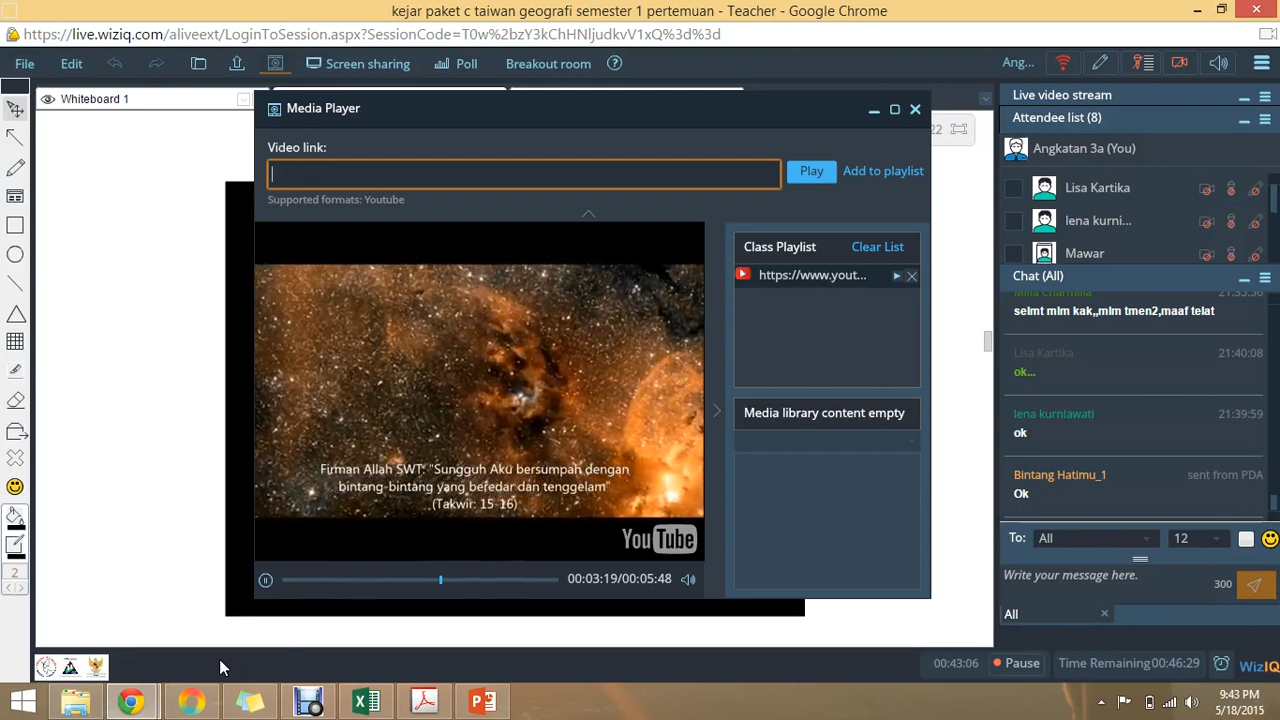 kejar paket c taiwan geografi semester 1 pertemuan - Teacher - Google Chrome
https://live.wiziq.com/aliveext/LoginToSession.aspx?SessionCode=T0w%2bzY3kChHNljudkvV1xQ%3d%3d
File Edit Screen sharing Poll Breakout room ? Ang...
Whiteboard 1
Media Player
22
Video link:
Play Add to playlist
Supported formats: Youtube
Class Playlist Clear List
https://www.yout...
Media library content empty
Firman Allah SWT: "Sungguh Aku bersumpah dengan
bintang-bintang yang beredar dan tenggelam"
(Takwir: 15-16)
YouTube
00:03:19/00:05:48
2
Live video stream
Attendee list (8)
Angkatan 3a (You)
Lisa Kartika
lena kurni...
Mawar
Chat (All)
21:35:56
selmt mlm kak,,mlm tmen2,maaf telat
Lisa Kartika 21:40:08
ok...
lena kurniawati 21:39:59
ok
Bintang Hatimu_1 sent from PDA
Ok
To: All 12
Write your message here. 300
All
00:43:06 Pause Time Remaining 00:46:29 WizIQ
9:43 PM
5/18/2015